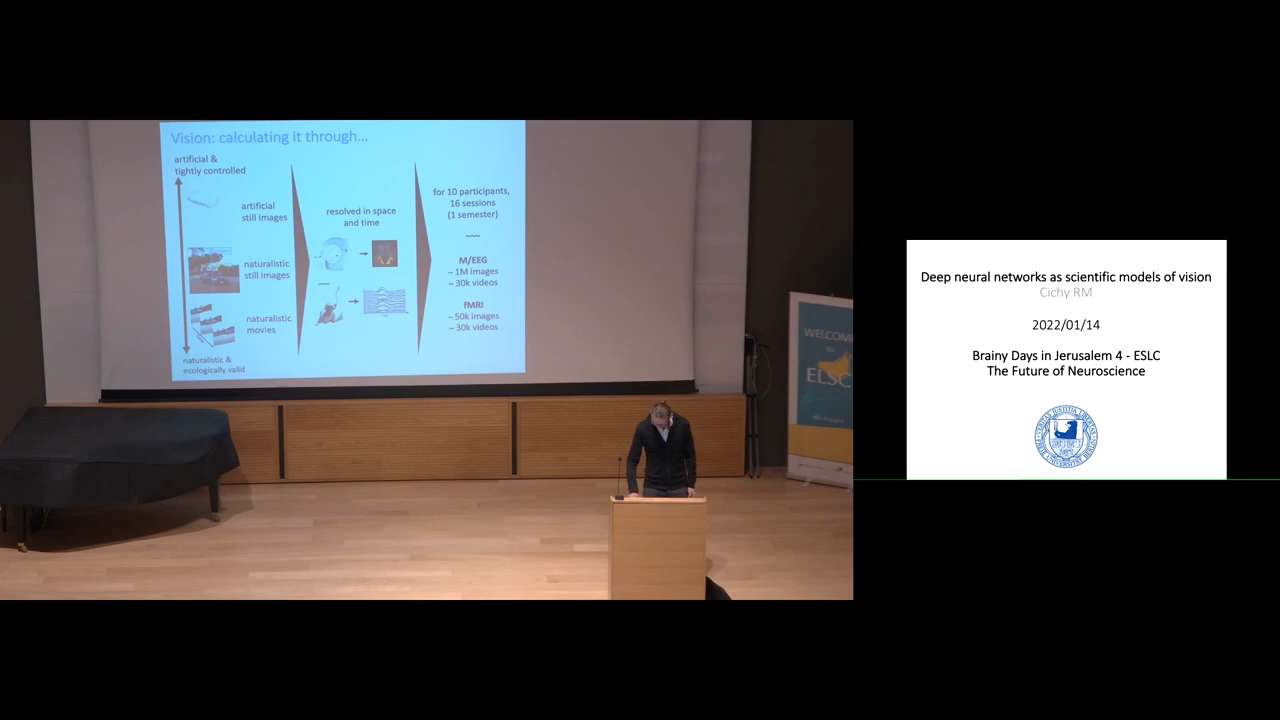 Vision: calculating it through...
artificial &
tightly controlled
artificial
still images
naturalistic
still images
naturalistic
movies
naturalistic &
ecologically valid
resolved in space
and time
for 10 participants,
16 sessions
(1 semester)
~~~
M/EEG
~ 1M images
~ 30k videos
fMRI
~ 50k images
~ 30k videos
WELCOME
TO
ELSC
Deep neural networks as scientific models of vision
Cichy RM
2022/01/14
Brainy Days in Jerusalem 4 - ESLC
The Future of Neuroscience